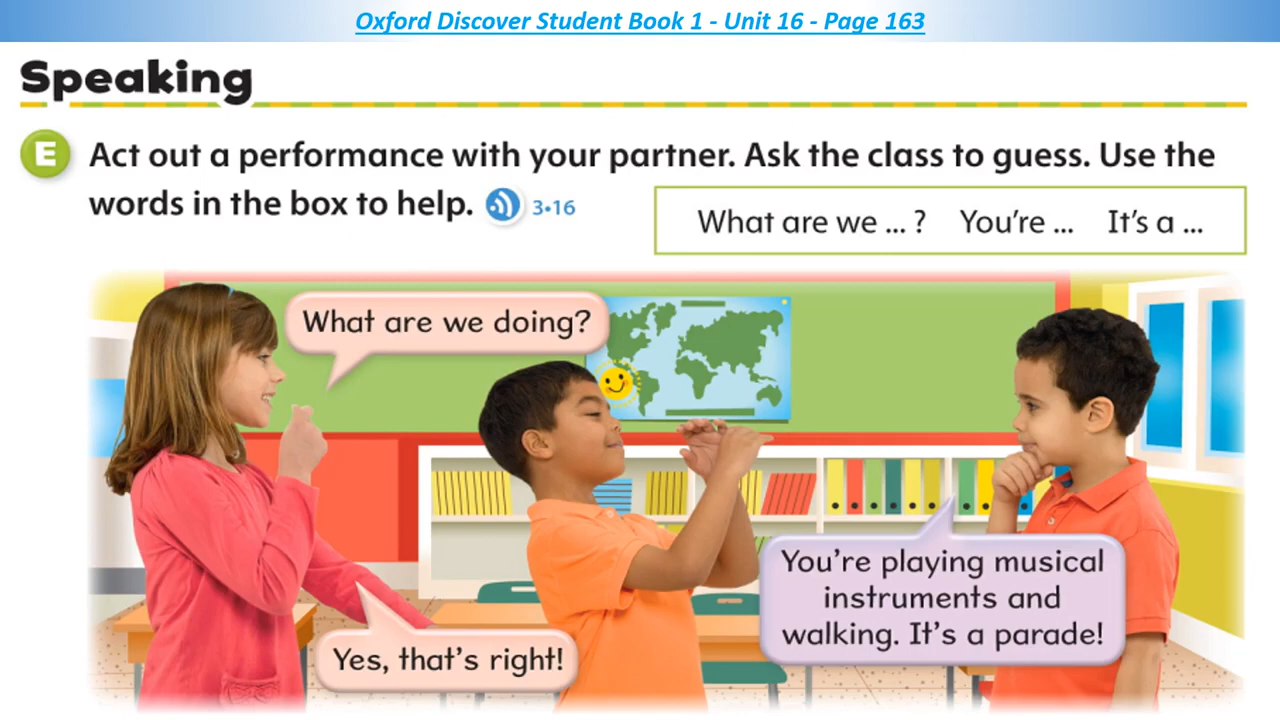 Oxford Discover Student Book 1 - Unit 16 - Page 163
Speaking
E Act out a performance with your partner. Ask the class to guess. Use the
words in the box to help. 3•16
What are we ... ? You're ... It's a ...
What are we doing?
You're playing musical
instruments and
walking. It's a parade!
Yes, that's right!